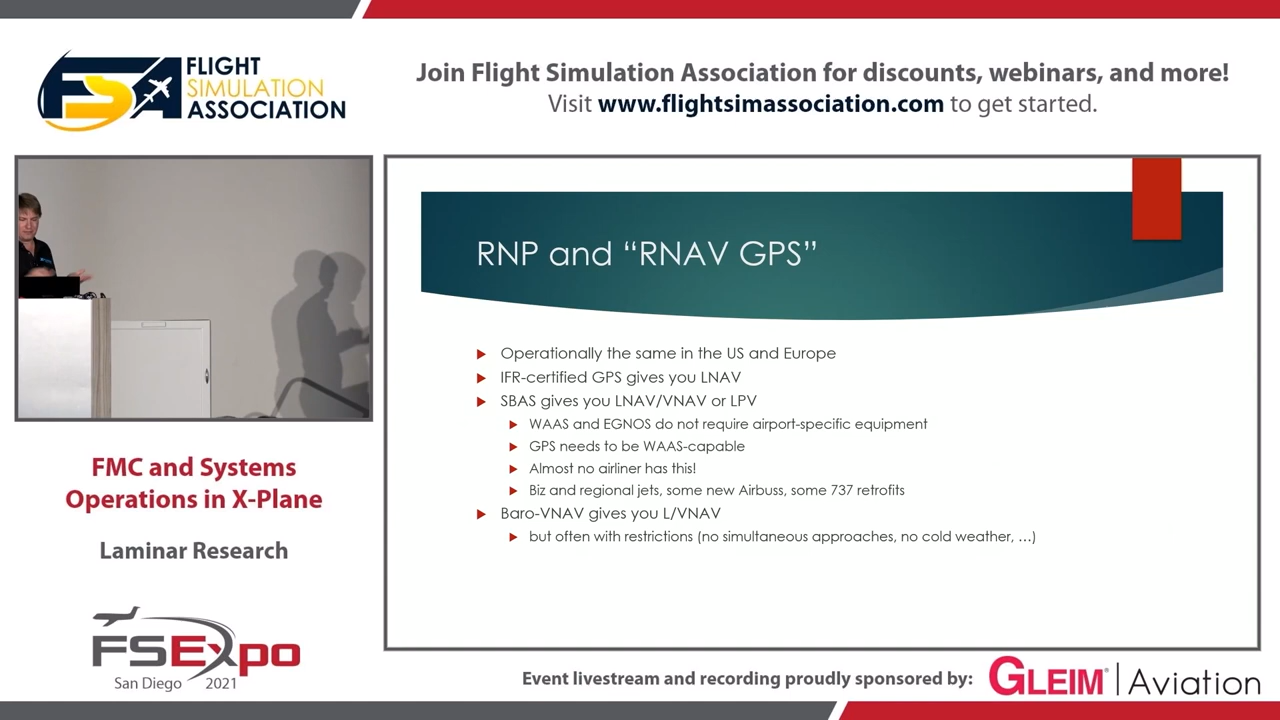 FLIGHT
SIMULATION
ASSOCIATION
Join Flight Simulation Association for discounts, webinars, and more!
Visit www.flightsimassociation.com to get started.
RNP and “RNAV GPS”
Operationally the same in the US and Europe
IFR-certified GPS gives you LNAV
SBAS gives you LNAV/VNAV or LPV
WAAS and EGNOS do not require airport-specific equipment
GPS needs to be WAAS-capable
Almost no airliner has this!
Biz and regional jets, some new Airbuss, some 737 retrofits
Baro-VNAV gives you L/VNAV
but often with restrictions (no simultaneous approaches, no cold weather, …)
FMC and Systems
Operations in X-Plane
Laminar Research
FSExpo
San Diego 2021
Event livestream and recording proudly sponsored by:
GLEIM® | Aviation